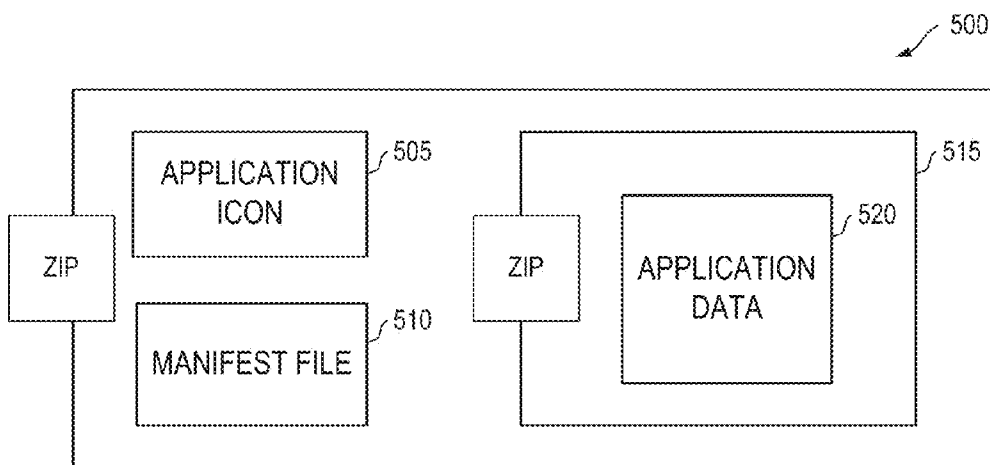 500
APPLICATION
ICON
505
515
ZIP
ZIP
APPLICATION
DATA
520
MANIFEST FILE
510